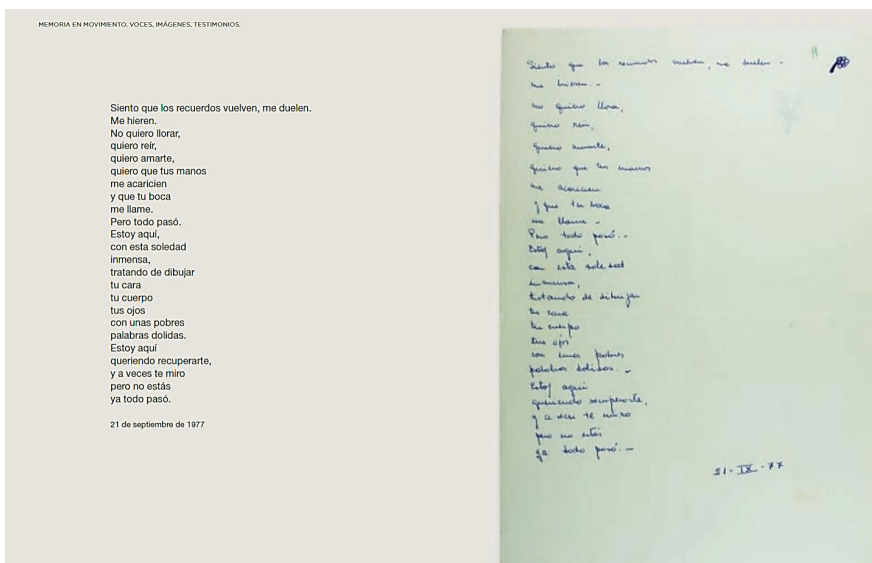 MEMORIA EN MOVIMIENTO. VOCES, IMÁGENES, TESTIMONIOS.
Siento que los recuerdos vuelven, me duelen.
Me hieren.
No quiero llorar,
quiero reír,
quiero amarte,
quiero que tus manos
me acaricien
y que tu boca
me llame.
Pero todo pasó.
Estoy aquí,
con esta soledad
inmensa,
tratando de dibujar
tu cara
tu cuerpo
tus ojos
con unas pobres
palabras dolidas.
Estoy aquí
queriendo recuperarte,
y a veces te miro
pero no estás
ya todo pasó.
21 de septiembre de 1977
Siento que los recuerdos vuelven, me duelen.-
me hieren.-
no quiero llorar,
quiero reir,
quiero amarte,
quiero que tus manos
me acaricien
y que tu boca
me llame.-
Pero todo pasó.-
Estoy aquí,
con esta soledad
inmensa,
tratando de dibujar
tu cara
tu cuerpo
tus ojos
con unas pobres
palabras dolidas.-
Estoy aquí
queriendo recuperarte,
y a veces te miro
pero no estás
ya todo pasó.-
21-IX-77